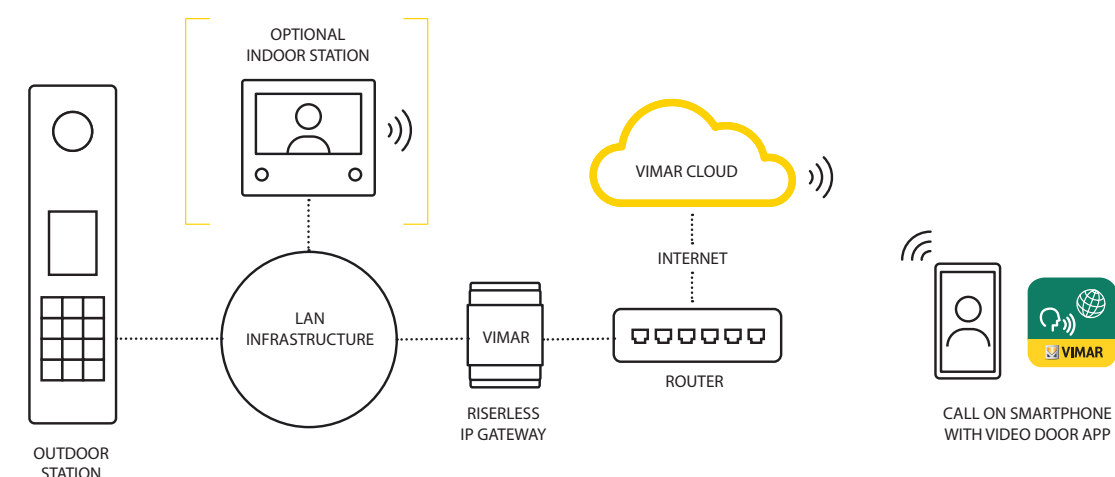 OPTIONAL
INDOOR STATION
VIMAR CLOUD
INTERNET
LAN
INFRASTRUCTURE
VIMAR
ROUTER
VIMAR
RISERLESS
IP GATEWAY
CALL ON SMARTPHONE
WITH VIDEO DOOR APP
OUTDOOR
STATION